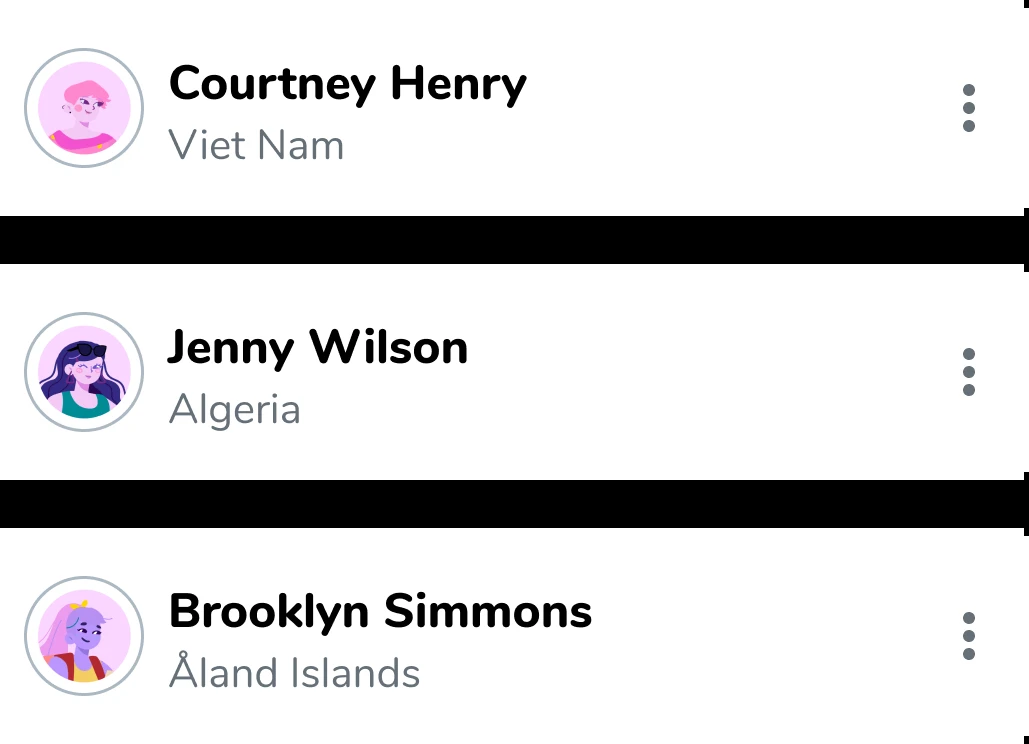 Courtney Henry
Viet Nam
Jenny Wilson
Algeria
Brooklyn Simmons
Åland Islands